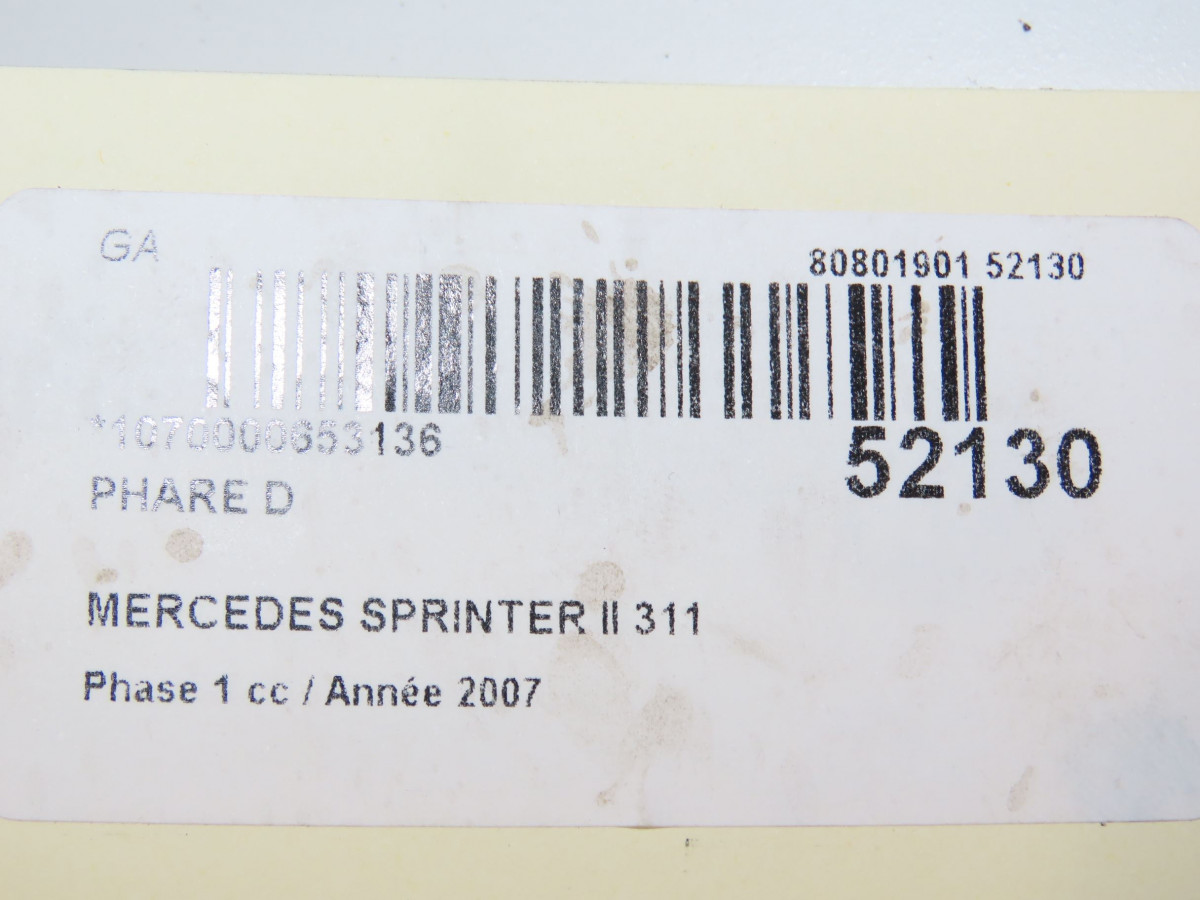 GA
80801901 52130
*1070000653136
52130
PHARE D
MERCEDES SPRINTER II 311
Phase 1 cc / Année 2007